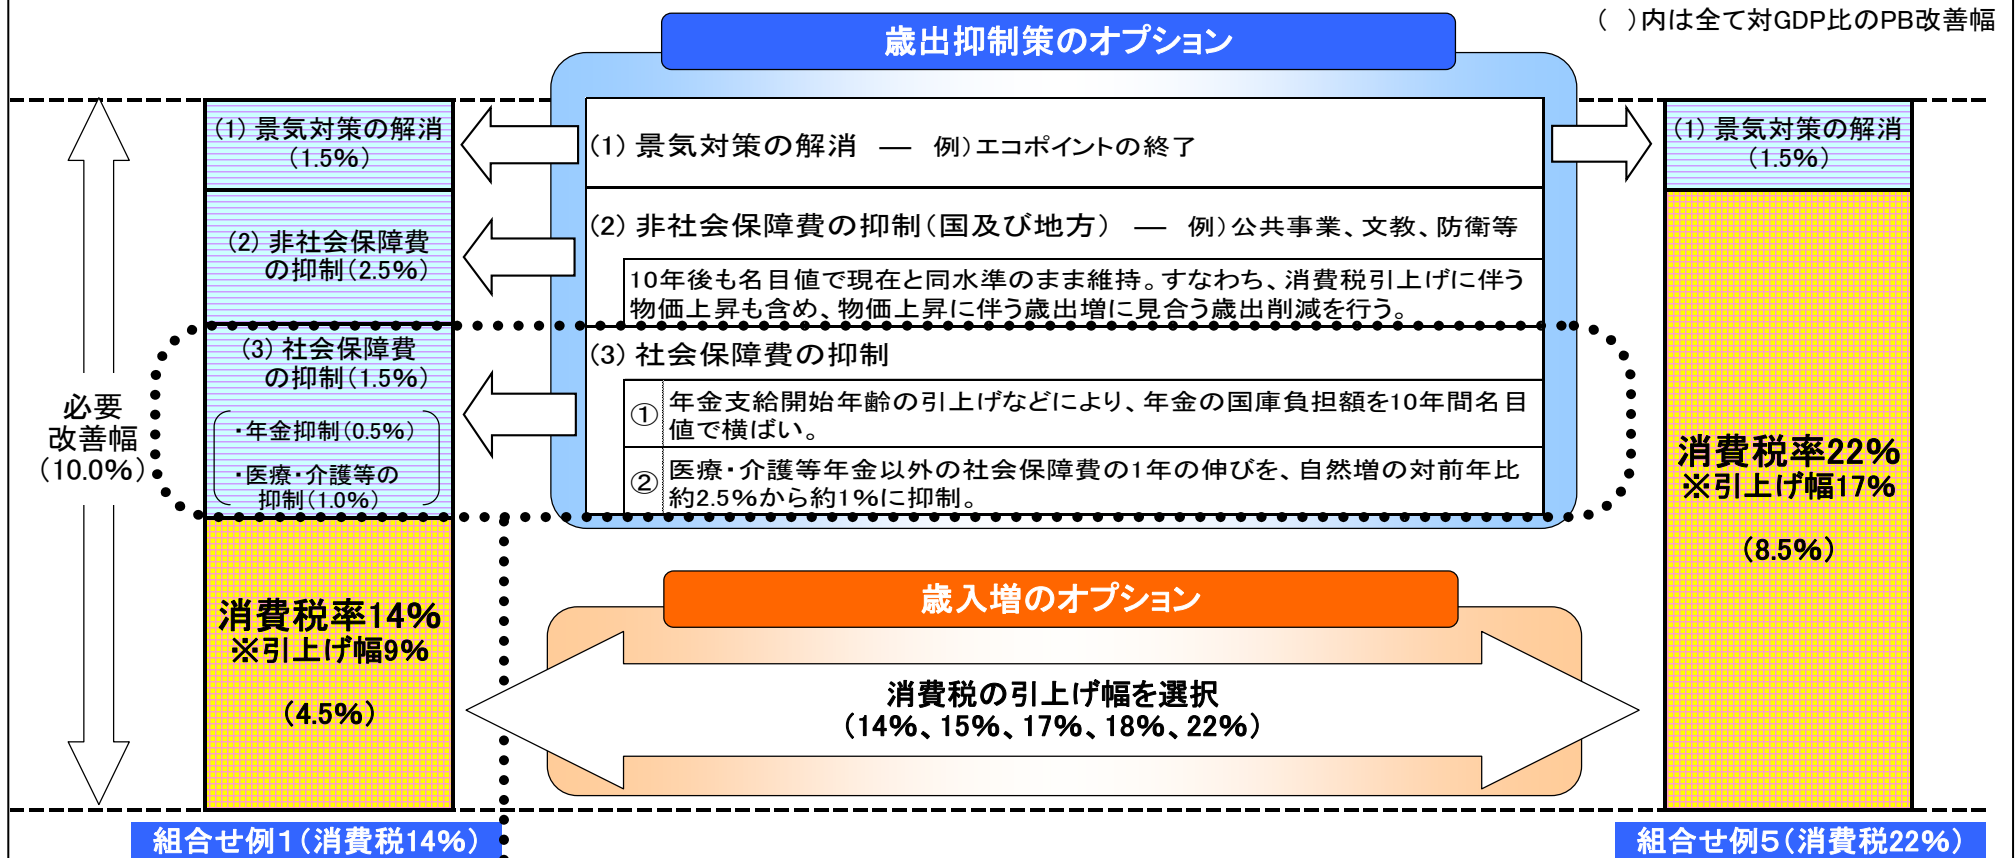 ( )内は全て対GDP比のPB改善幅
歳出抑制策のオプション
必要
改善幅
(10.0%)
(1) 景気対策の解消
(1.5%)
(2) 非社会保障費
の抑制(2.5%)
(3) 社会保障費
の抑制(1.5%)
・年金抑制(0.5%)
・医療・介護等の
抑制(1.0%)
消費税率14%
※引上げ幅9%
(4.5%)
組合せ例1(消費税14%)
(1) 景気対策の解消 ― 例)エコポイントの終了
(2) 非社会保障費の抑制(国及び地方) ― 例)公共事業、文教、防衛等
10年後も名目値で現在と同水準のまま維持。すなわち、消費税引上げに伴う
物価上昇も含め、物価上昇に伴う歳出増に見合う歳出削減を行う。
(3) 社会保障費の抑制
① 年金支給開始年齢の引上げなどにより、年金の国庫負担額を10年間名目
値で横ばい。
② 医療・介護等年金以外の社会保障費の1年の伸びを、自然増の対前年比
約2.5%から約1%に抑制。
歳入増のオプション
消費税の引上げ幅を選択
(14%、15%、17%、18%、22%)
(1) 景気対策の解消
(1.5%)
消費税率22%
※引上げ幅17%
(8.5%)
組合せ例5(消費税22%)